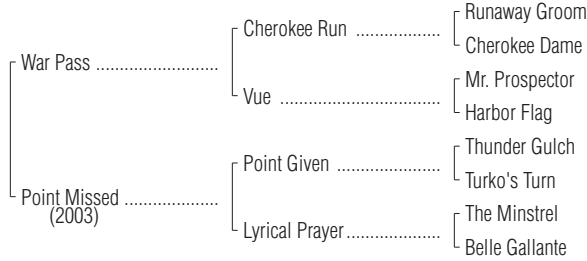 Runaway Groom
Cherokee Run ..................
Cherokee Dame
War Pass ..........................
Mr. Prospector
Vue ..................................
Harbor Flag
Thunder Gulch
Point Given ......................
Turko's Turn
Point Missed ....................
(2003)
The Minstrel
Lyrical Prayer....................
Belle Gallante